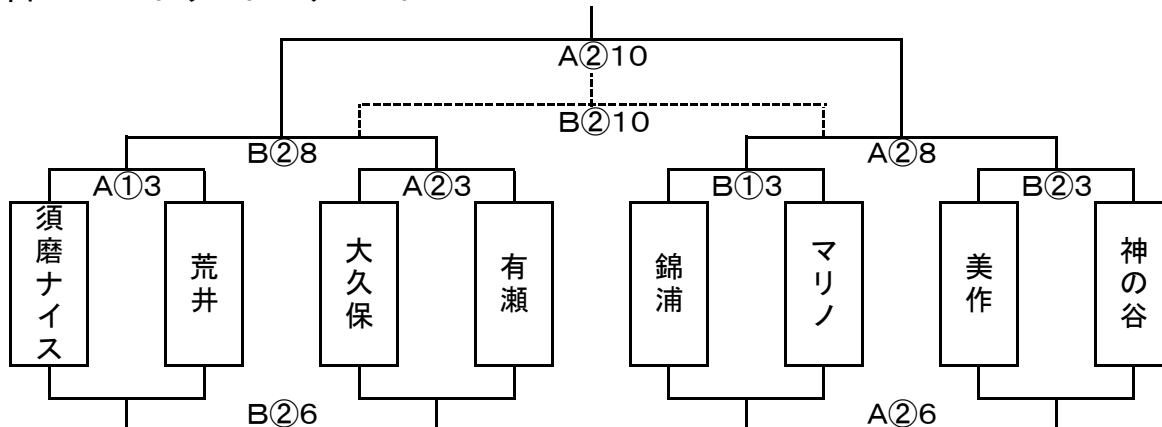 A②10
B②10
B②8
A②8
A①3
A②3
B①3
B②3
須磨ナイス
荒井
大久保
有瀬
錦浦
マリノ
美作
神の谷
B②6
A②6